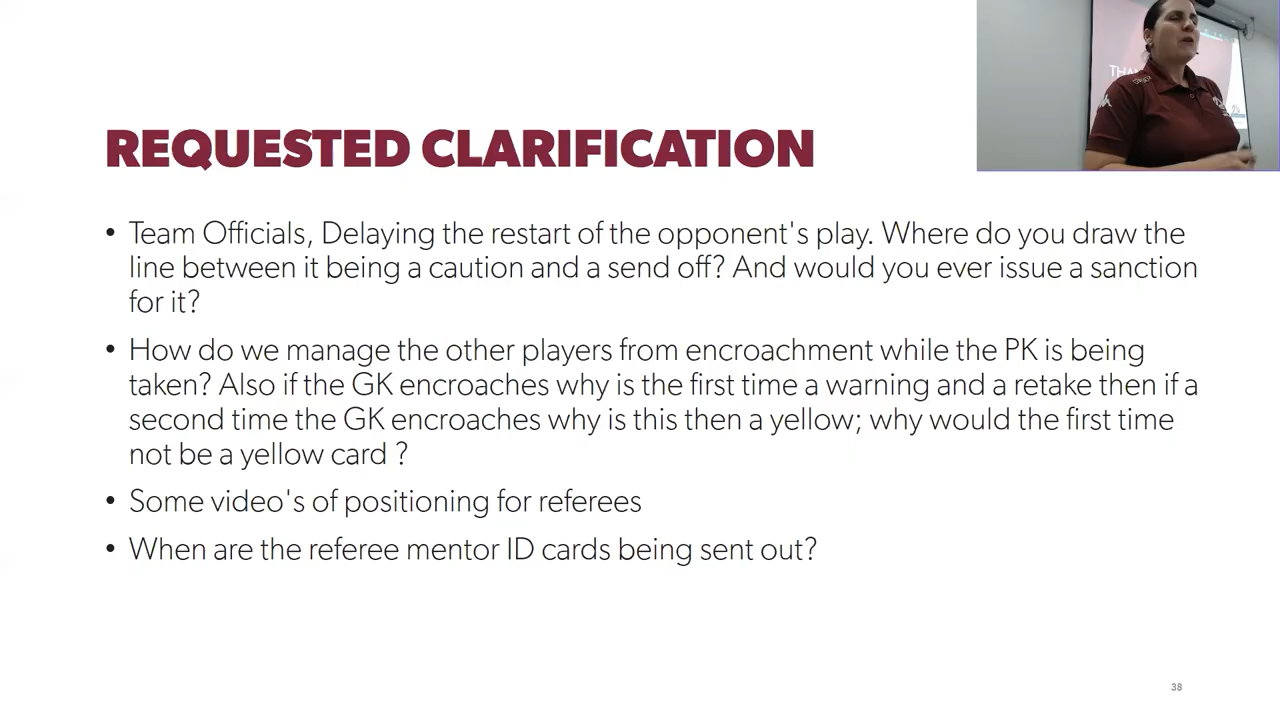 REQUESTED CLARIFICATION
• Team Officials, Delaying the restart of the opponent's play. Where do you draw the
line between it being a caution and a send off? And would you ever issue a sanction
for it?
• How do we manage the other players from encroachment while the PK is being
taken? Also if the GK encroaches why is the first time a warning and a retake then if a
second time the GK encroaches why is this then a yellow; why would the first time
not be a yellow card ?
• Some video's of positioning for referees
• When are the referee mentor ID cards being sent out?
38